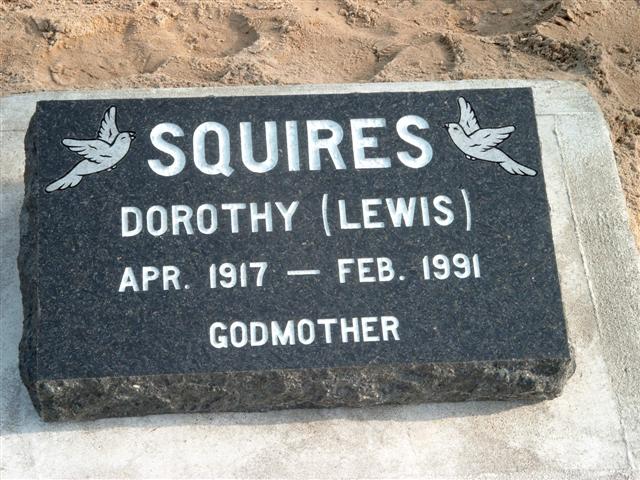 SQUIRES
DOROTHY (LEWIS)
APR. 1917 — FEB. 1991
GODMOTHER